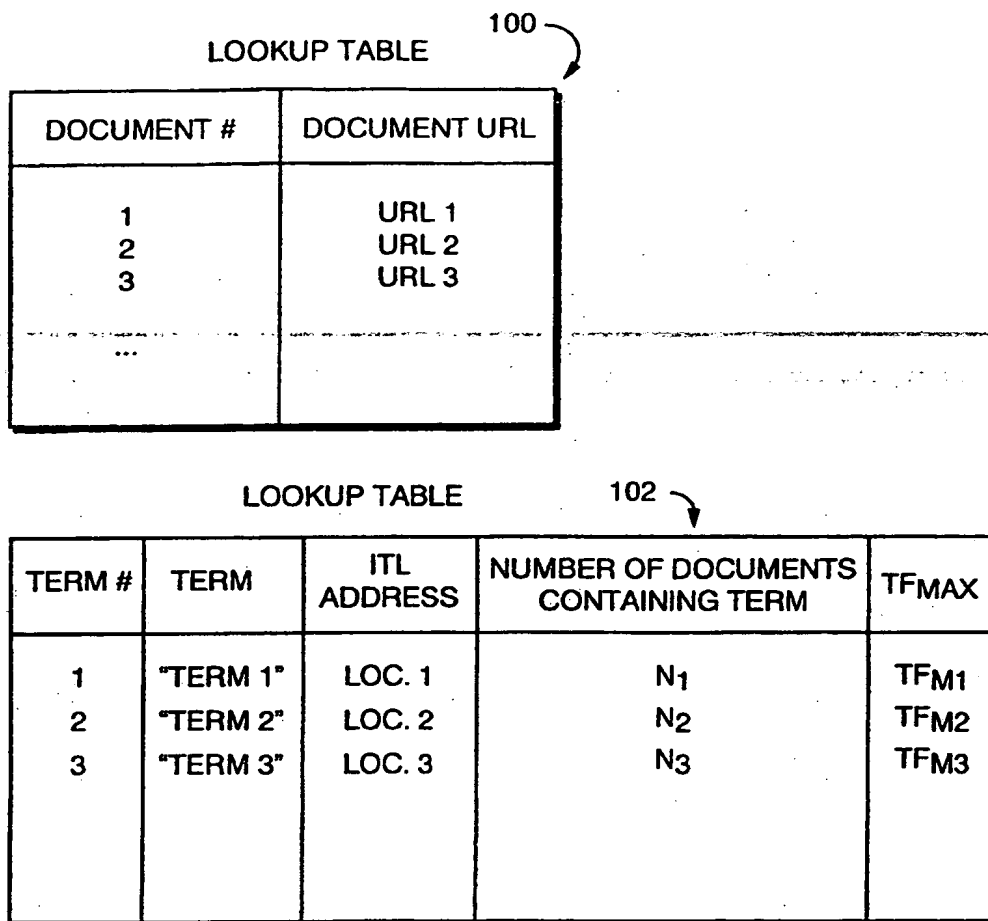 100
LOOKUP TABLE
DOCUMENT # DOCUMENT URL
1 URL 1
2 URL 2
3 URL 3
...
LOOKUP TABLE 102
TERM # TERM ITL ADDRESS NUMBER OF DOCUMENTS CONTAINING TERM TFMAX
1 "TERM 1" LOC. 1 N1 TFM1
2 "TERM 2" LOC. 2 N2 TFM2
3 "TERM 3" LOC. 3 N3 TFM3